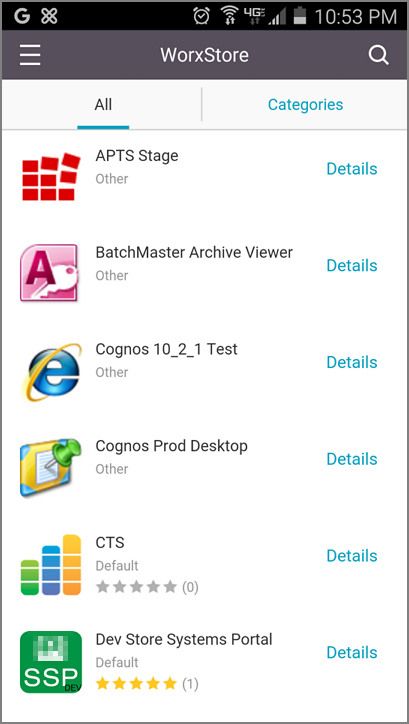 10:53 PM
WorxStore
All
Categories
APTS Stage
Other
Details
BatchMaster Archive Viewer
Other
Details
Cognos 10_2_1 Test
Other
Details
Cognos Prod Desktop
Other
Details
CTS
Default
(0)
Details
Dev Store Systems Portal
Default
(1)
Details
G
4G
A
e
SSP
DEV